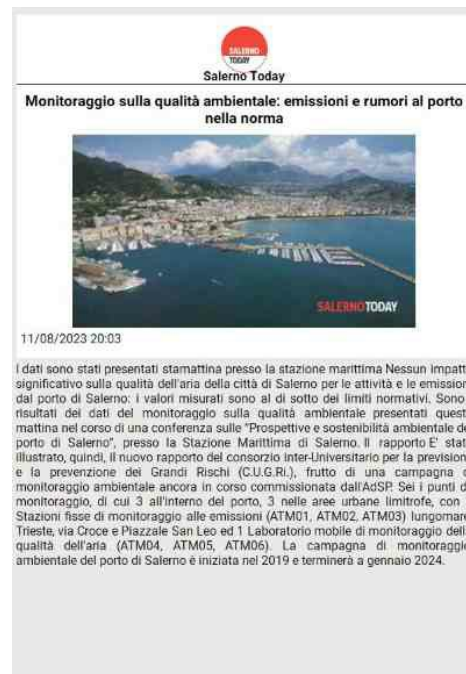 SALERNO
TODAY
Salerno Today
Monitoraggio sulla qualità ambientale: emissioni e rumori al porto
nella norma
SALERNOTODAY
11/08/2023 20:03
I dati sono stati presentati stamattina presso la stazione marittima Nessun impatt
significativo sulla qualità dell'aria della città di Salerno per le attività e le emission
dal porto di Salerno: i valori misurati sono al di sotto dei limiti normativi. Sono
risultati dei dati del monitoraggio sulla qualità ambientale presentati quest
mattina nel corso di una conferenza sulle "Prospettive e sostenibilità ambientale de
porto di Salerno", presso la Stazione Marittima di Salerno. Il rapporto E' stat
illustrato, quindi, il nuovo rapporto del consorzio inter-Universitario per la prevision
e la prevenzione dei Grandi Rischi (C.U.G.Ri.), frutto di una campagna d
monitoraggio ambientale ancora in corso commissionata dall'AdSP. Sei i punti d
monitoraggio, di cui 3 all'interno del porto, 3 nelle aree urbane limitrofe, con
Stazioni fisse di monitoraggio alle emissioni (ATM01, ATM02, ATM03) lungomare
Trieste, via Croce e Piazzale San Leo ed 1 Laboratorio mobile di monitoraggio dell
qualità dell'aria (ATM04, ATM05, ATM06). La campagna di monitoraggio
ambientale del porto di Salerno è iniziata nel 2019 e terminerà a gennaio 2024.